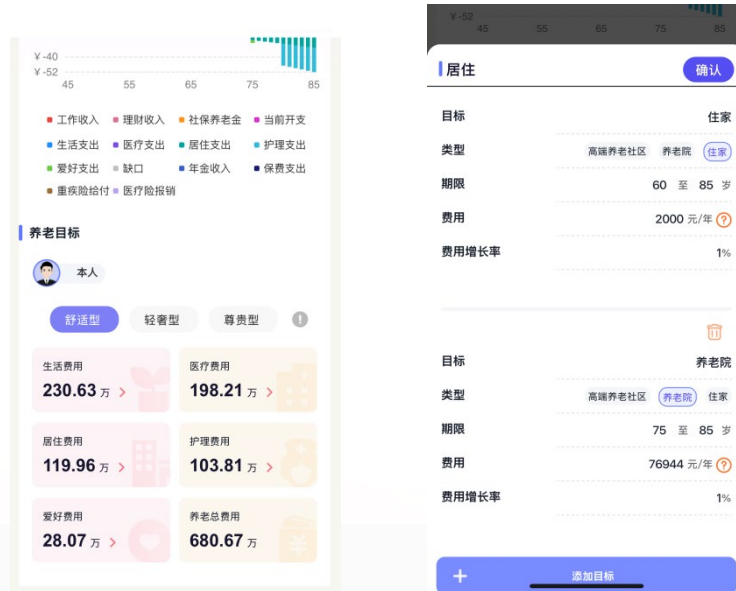 ¥-40
¥-52
45 55 65 75 85
工作收入 理财收入 社保养老金 当前开支
生活支出 医疗支出 居住支出 护理支出
爱好支出 缺口 年金收入 保费支出
重疾险给付 医疗险报销
养老目标
本人
舒适型 轻奢型 尊贵型
生活费用 医疗费用
230.63 万 > 198.21 万 >
居住费用 护理费用
119.96 万 > 103.81 万 >
爱好费用 养老总费用
28.07 万 > 680.67 万
¥-52
45 55 65 75 85
居住 确认
目标 住家
类型 高端养老社区 养老院 住家
期限 60 至 85 岁
费用 2000 元/年 ?
费用增长率 1%
目标 养老院
类型 高端养老社区 养老院 住家
期限 75 至 85 岁
费用 76944 元/年 ?
费用增长率 1%
+ 添加目标